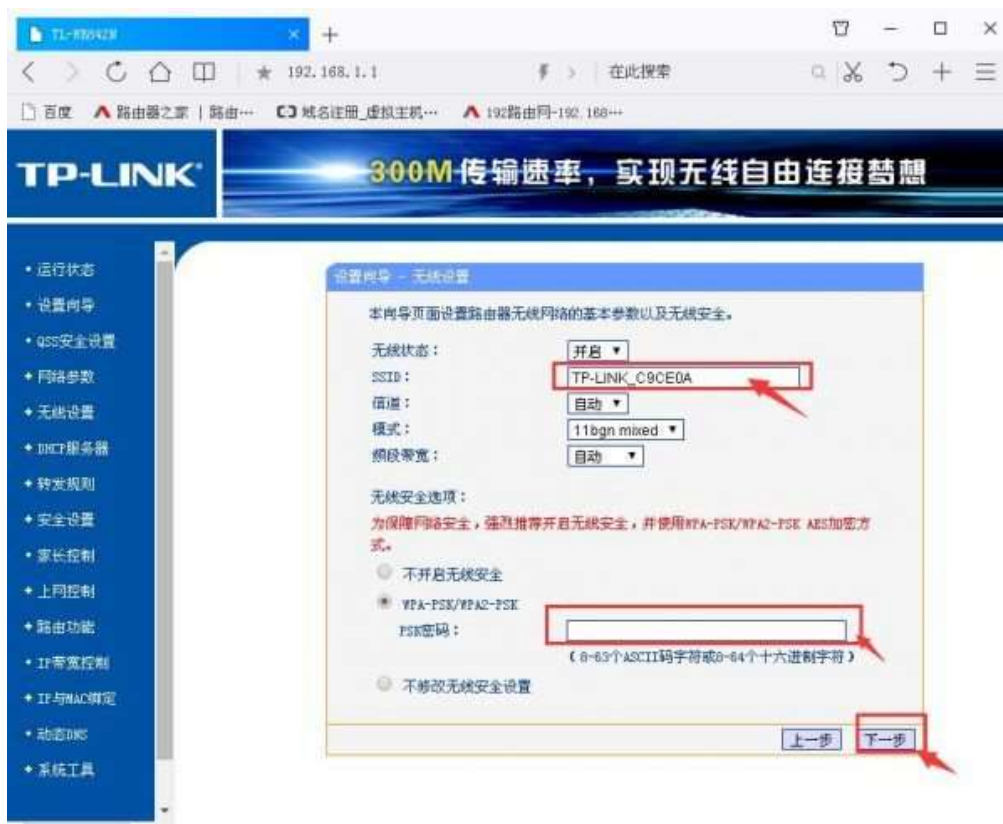 TL-WR842N
192.168.1.1
在此搜索
百度
路由器之家 | 路由…
域名注册_虚拟主机…
192路由网-192.168…
TP-LINK
300M传输速率，实现无线自由连接梦想
运行状态
设置向导
QSS安全设置
网络参数
无线设置
DHCP服务器
转发规则
安全设置
家长控制
上网控制
路由功能
IP带宽控制
IP与MAC绑定
动态DNS
系统工具
设置向导 - 无线设置
本向导页面设置路由器无线网络的基本参数以及无线安全。
无线状态： 开启
SSID： TP-LINK_C9CE0A
信道： 自动
模式： 11bgn mixed
频段带宽： 自动
无线安全选项：
为保障网络安全，强烈推荐开启无线安全，并使用WPA-PSK/WPA2-PSK AES加密方
式。
不开启无线安全
WPA-PSK/WPA2-PSK
PSK密码：
（8-63个ASCII码字符或8-64个十六进制字符）
不修改无线安全设置
上一步 下一步